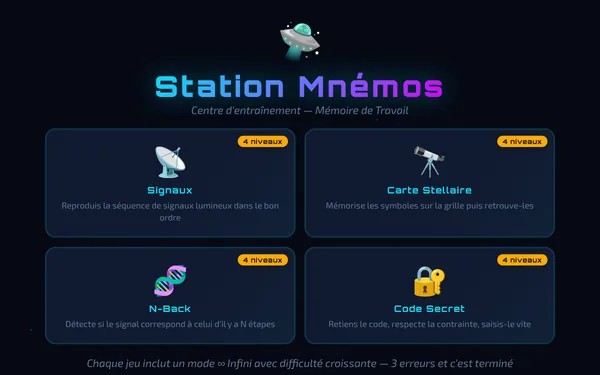 Station Mnémos
Centre d'entraînement — Mémoire de Travail
4 niveaux
Signaux
Reproduis la séquence de signaux lumineux dans le bon
ordre
4 niveaux
Carte Stellaire
Mémorise les symboles sur la grille puis retrouve-les
4 niveaux
N-Back
Détecte si le signal correspond à celui d'il y a N étapes
4 niveaux
Code Secret
Retiens le code, respecte la contrainte, saisis-le vite
Chaque jeu inclut un mode ∞ Infini avec difficulté croissante — 3 erreurs et c'est terminé